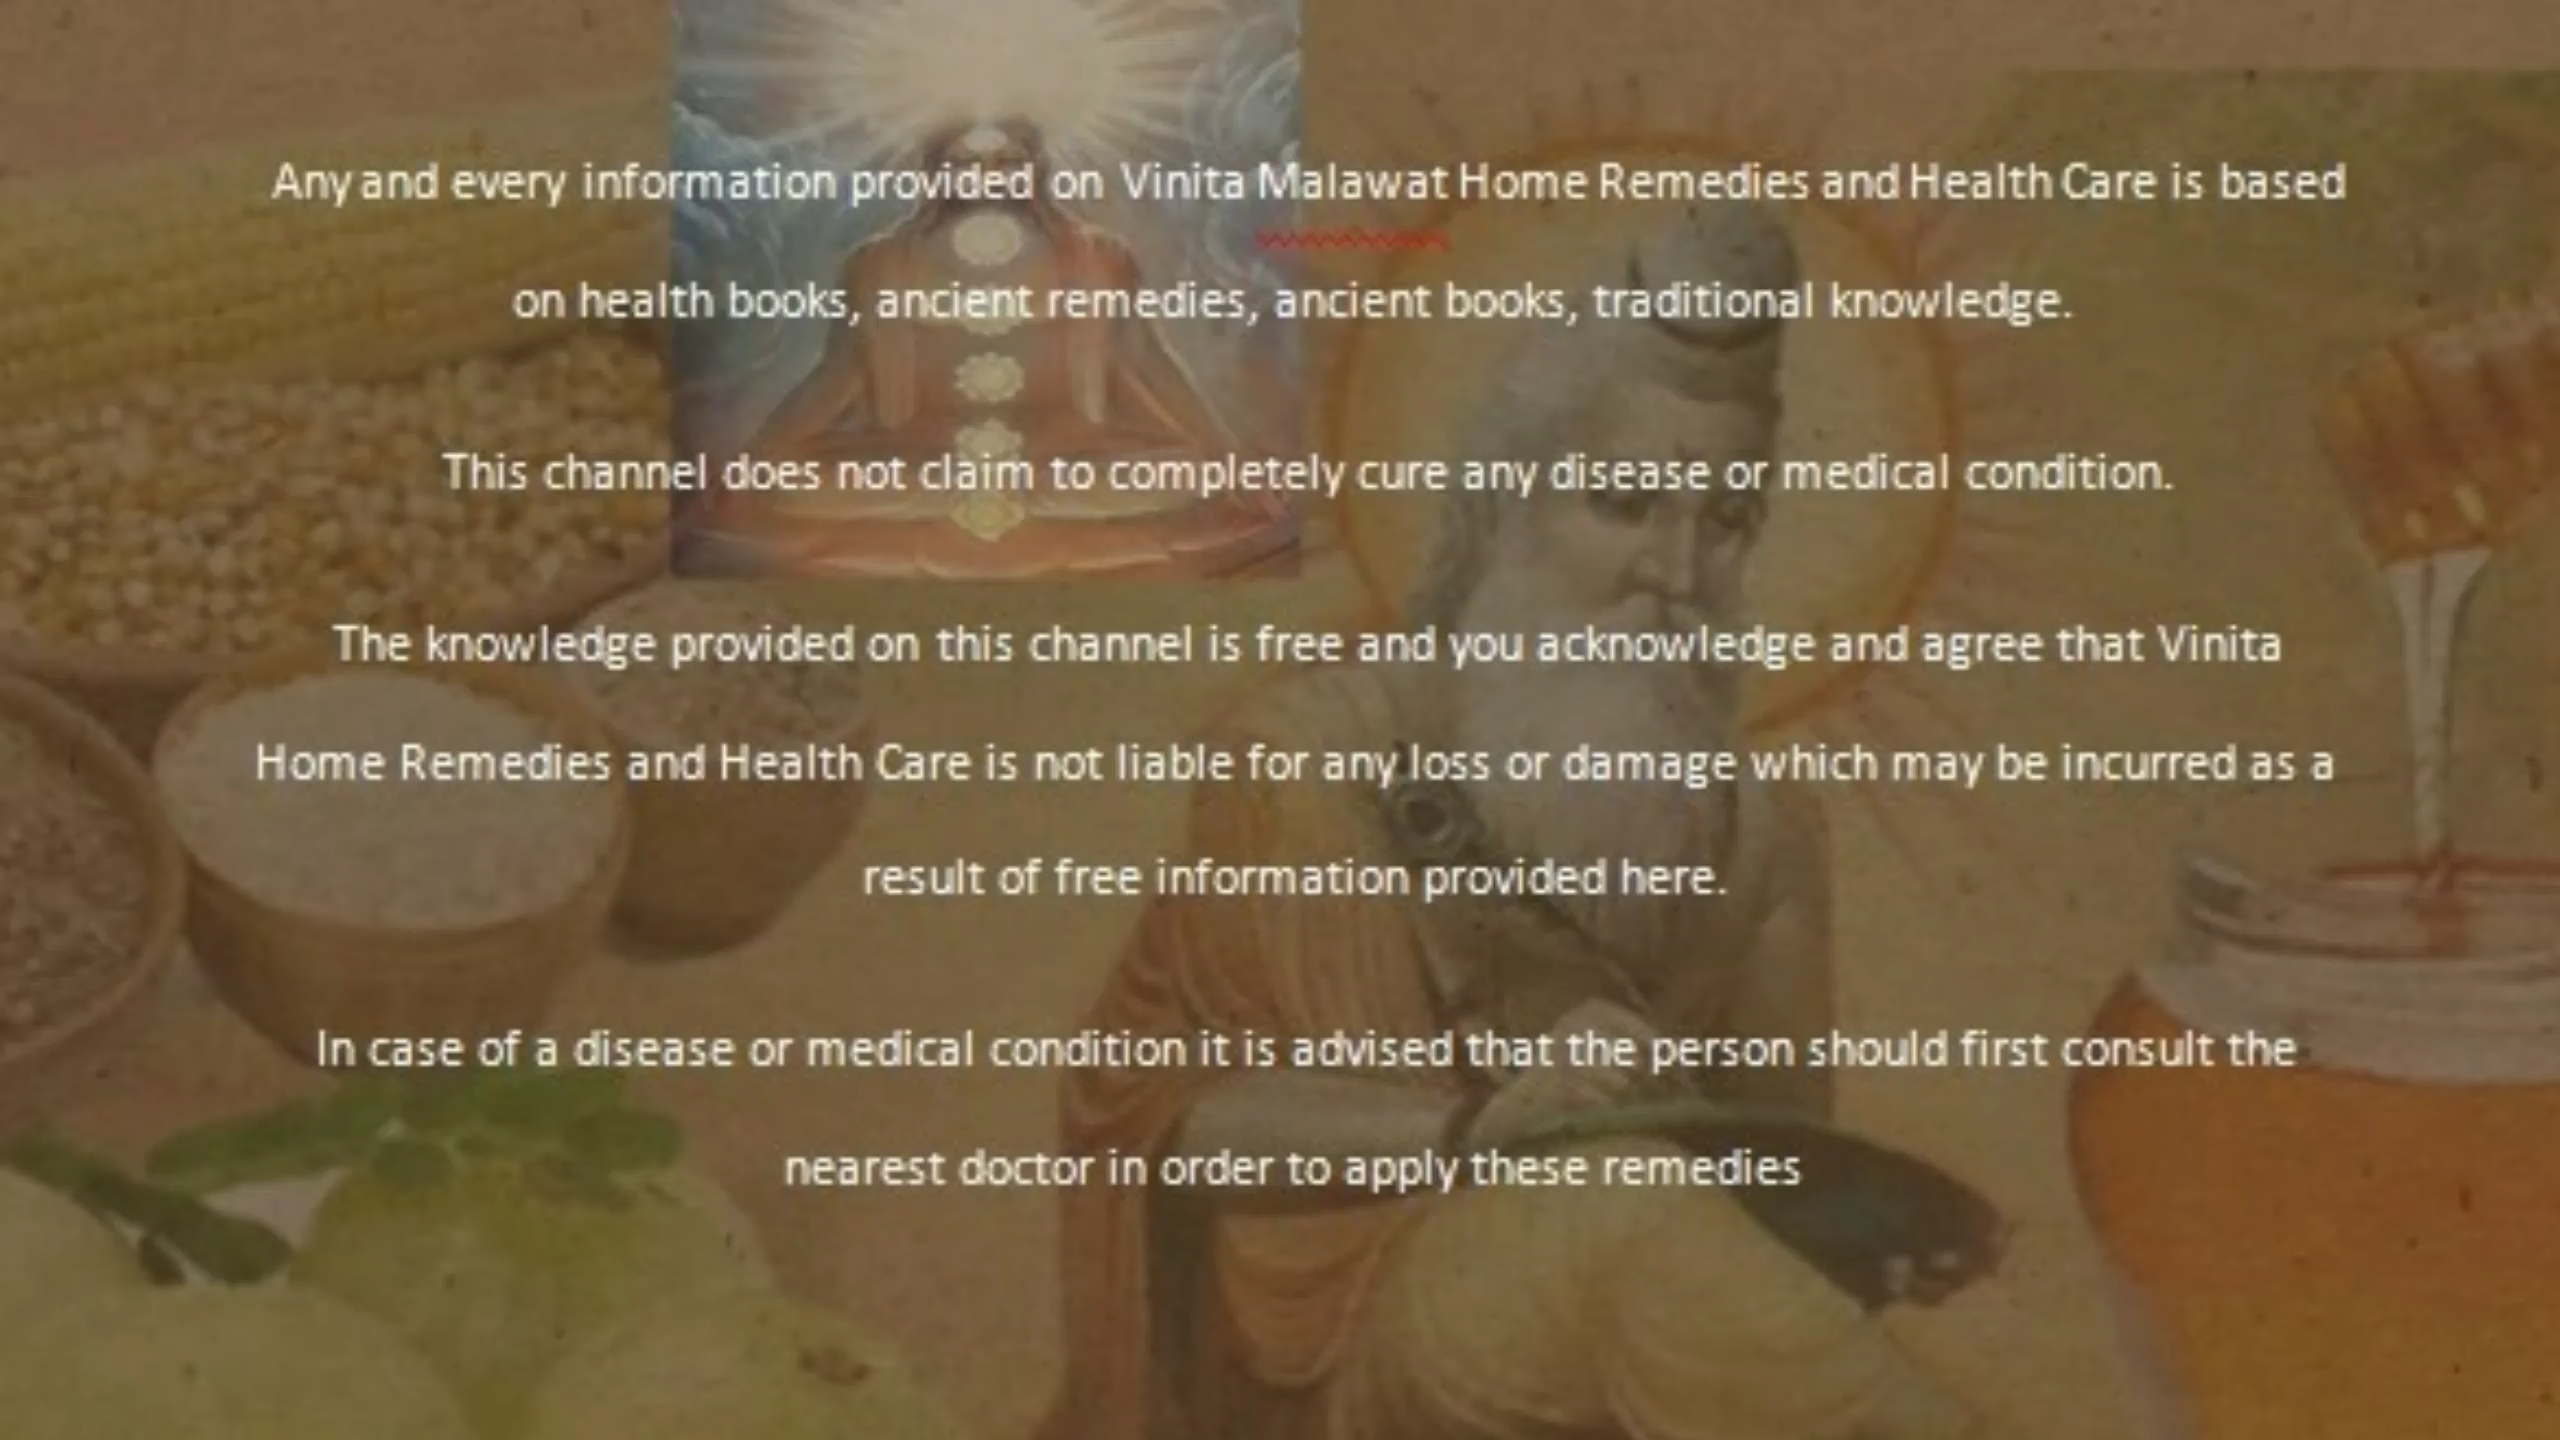 Any and every information provided on Vinita Malawat Home Remedies and Health Care is based
on health books, ancient remedies, ancient books, traditional knowledge.
This channel does not claim to completely cure any disease or medical condition.
The knowledge provided on this channel is free and you acknowledge and agree that Vinita
Home Remedies and Health Care is not liable for any loss or damage which may be incurred as a
result of free information provided here.
In case of a disease or medical condition it is advised that the person should first consult the
nearest doctor in order to apply these remedies